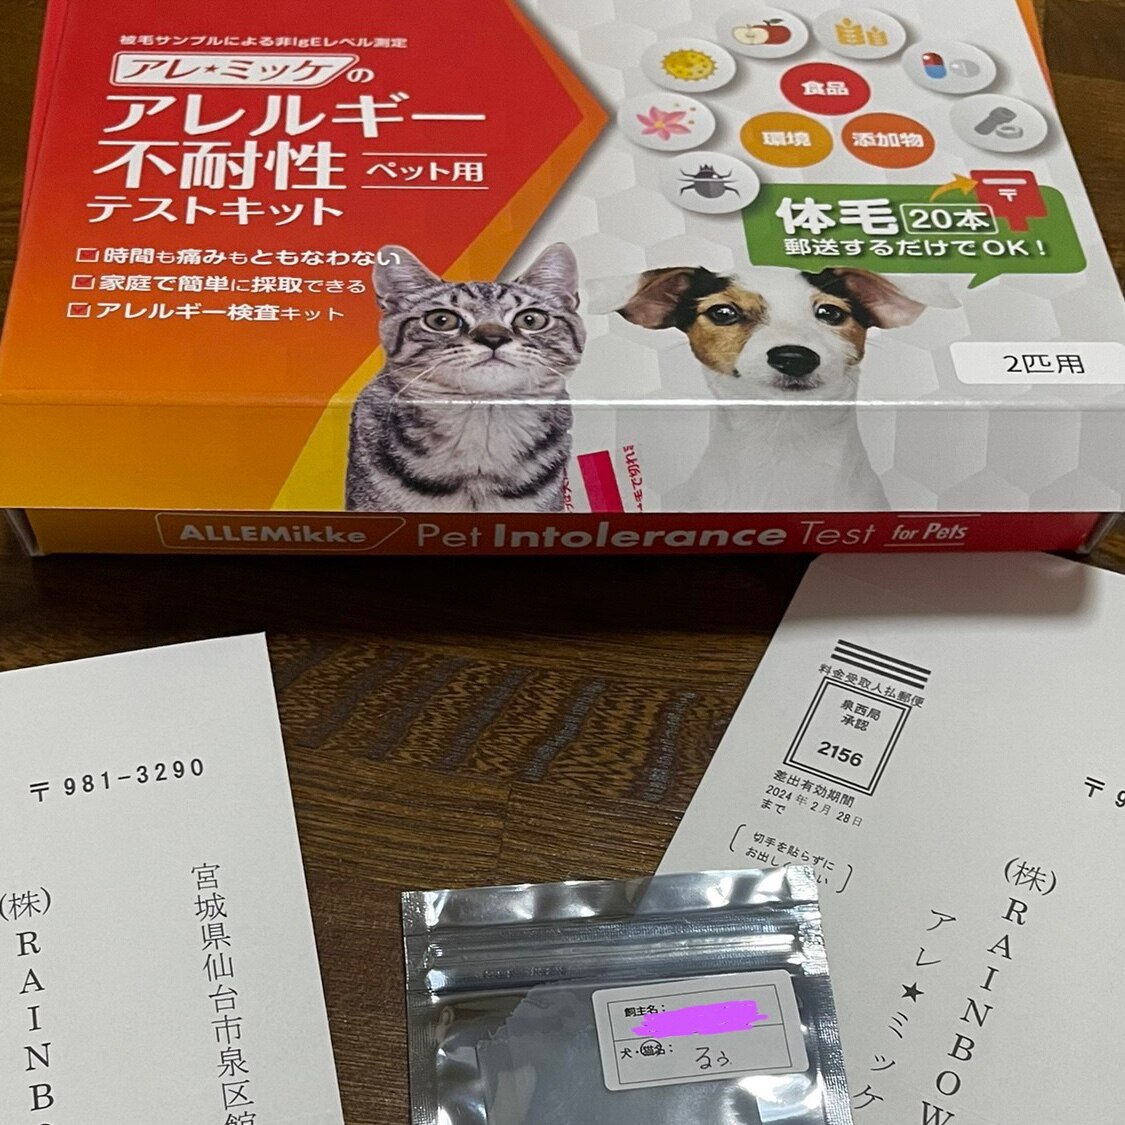 被毛サンプルによる非IgEレベル測定
アレ★ミッケの
アレルギー
不耐性 ペット用
テストキット
時間も痛みもともなわない
家庭で簡単に採取できる
アレルギー検査キット
食品
環境 添加物
〒
体毛 20本
郵送するだけでOK！
2匹用
ALLEMikke Pet Intolerance Test for Pets
〒981-3290
宮城県仙台市泉区館
(株)RAINB
料金受取人払郵便
泉西局
承認
2156
差出有効期間
2024年2月28日
まで
切手を貼らずに
お出しく い
〒9
(株)RAINBOW
アレ★ミッケ
飼主名：
犬・猫名： るぅ